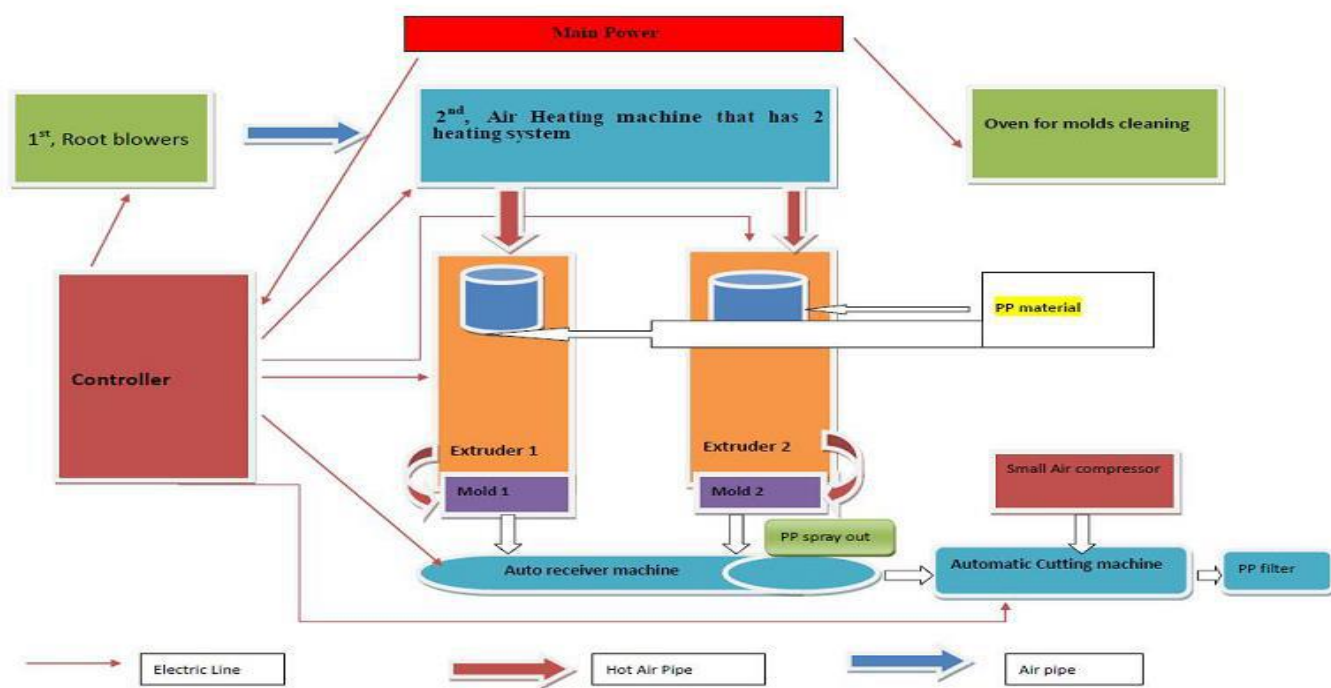 Main Power
1st, Root blowers
2nd, Air Heating machine that has 2
heating system
Oven for molds cleaning
PP material
Controller
Extruder 1
Extruder 2
Mold 1
Mold 2
Small Air compressor
PP spray out
Auto receiver machine
Automatic Cutting machine
PP filter
Electric Line
Hot Air Pipe
Air pipe